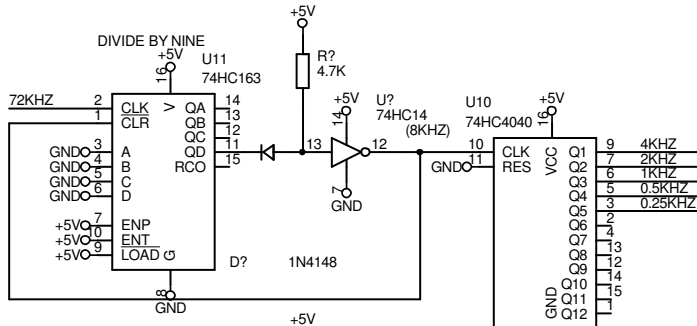 +5V
DIVIDE BY NINE
+5V
U11
74HC163
R?
4.7K
16
V
72KHZ
2 CLK
1 CLR
GND 3 A
GND 4 B
GND 5 C
GND 6 D
+5V 7 ENP
+5V 10 ENT
+5V 9 LOAD
G
8
GND
QA 14
QB 13
QC 12
QD 11
RCO 15
D?
1N4148
+5V
U?
74HC14
14
(8KHZ)
13
12
7
GND
+5V
U10
74HC4040
+5V
16
VCC
10 CLK
GND 11 RES
GND
Q1 9 4KHZ
Q2 7 2KHZ
Q3 6 1KHZ
Q4 5 0.5KHZ
Q5 3 0.25KHZ
Q6 2
Q7 4
Q8 13
Q9 12
Q10 14
Q11 15
Q12 1